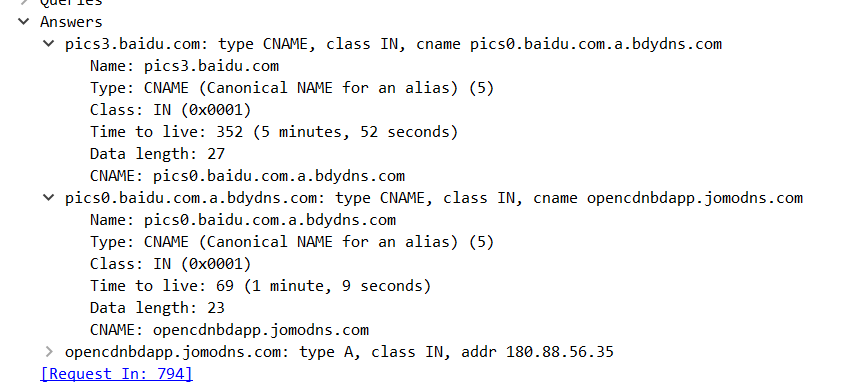 Queries
Answers
pics3.baidu.com: type CNAME, class IN, cname pics0.baidu.com.a.bdydns.com
Name: pics3.baidu.com
Type: CNAME (Canonical NAME for an alias) (5)
Class: IN (0x0001)
Time to live: 352 (5 minutes, 52 seconds)
Data length: 27
CNAME: pics0.baidu.com.a.bdydns.com
pics0.baidu.com.a.bdydns.com: type CNAME, class IN, cname opencdnbdapp.jomodns.com
Name: pics0.baidu.com.a.bdydns.com
Type: CNAME (Canonical NAME for an alias) (5)
Class: IN (0x0001)
Time to live: 69 (1 minute, 9 seconds)
Data length: 23
CNAME: opencdnbdapp.jomodns.com
opencdnbdapp.jomodns.com: type A, class IN, addr 180.88.56.35
[Request In: 794]